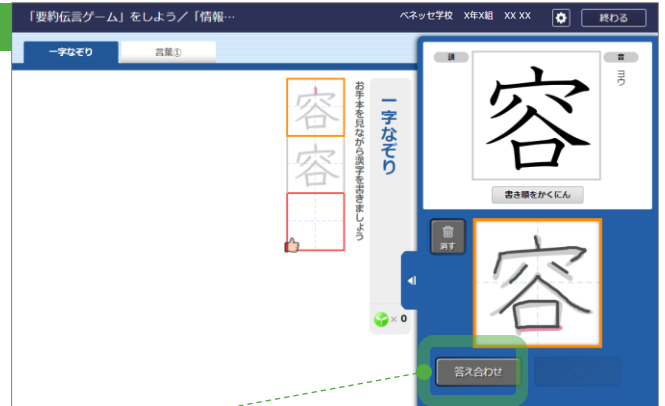 「要約伝言ゲーム」をしよう／「情報…
ベネッセ学校 X年X組 XX XX
終わる
一字なぞり
言葉①
訓
音
ヨウ
容
書き順をかくにん
一字なぞり
お手本を見ながら漢字を書きましょう
容
容
× 0
消す
容
答え合わせ